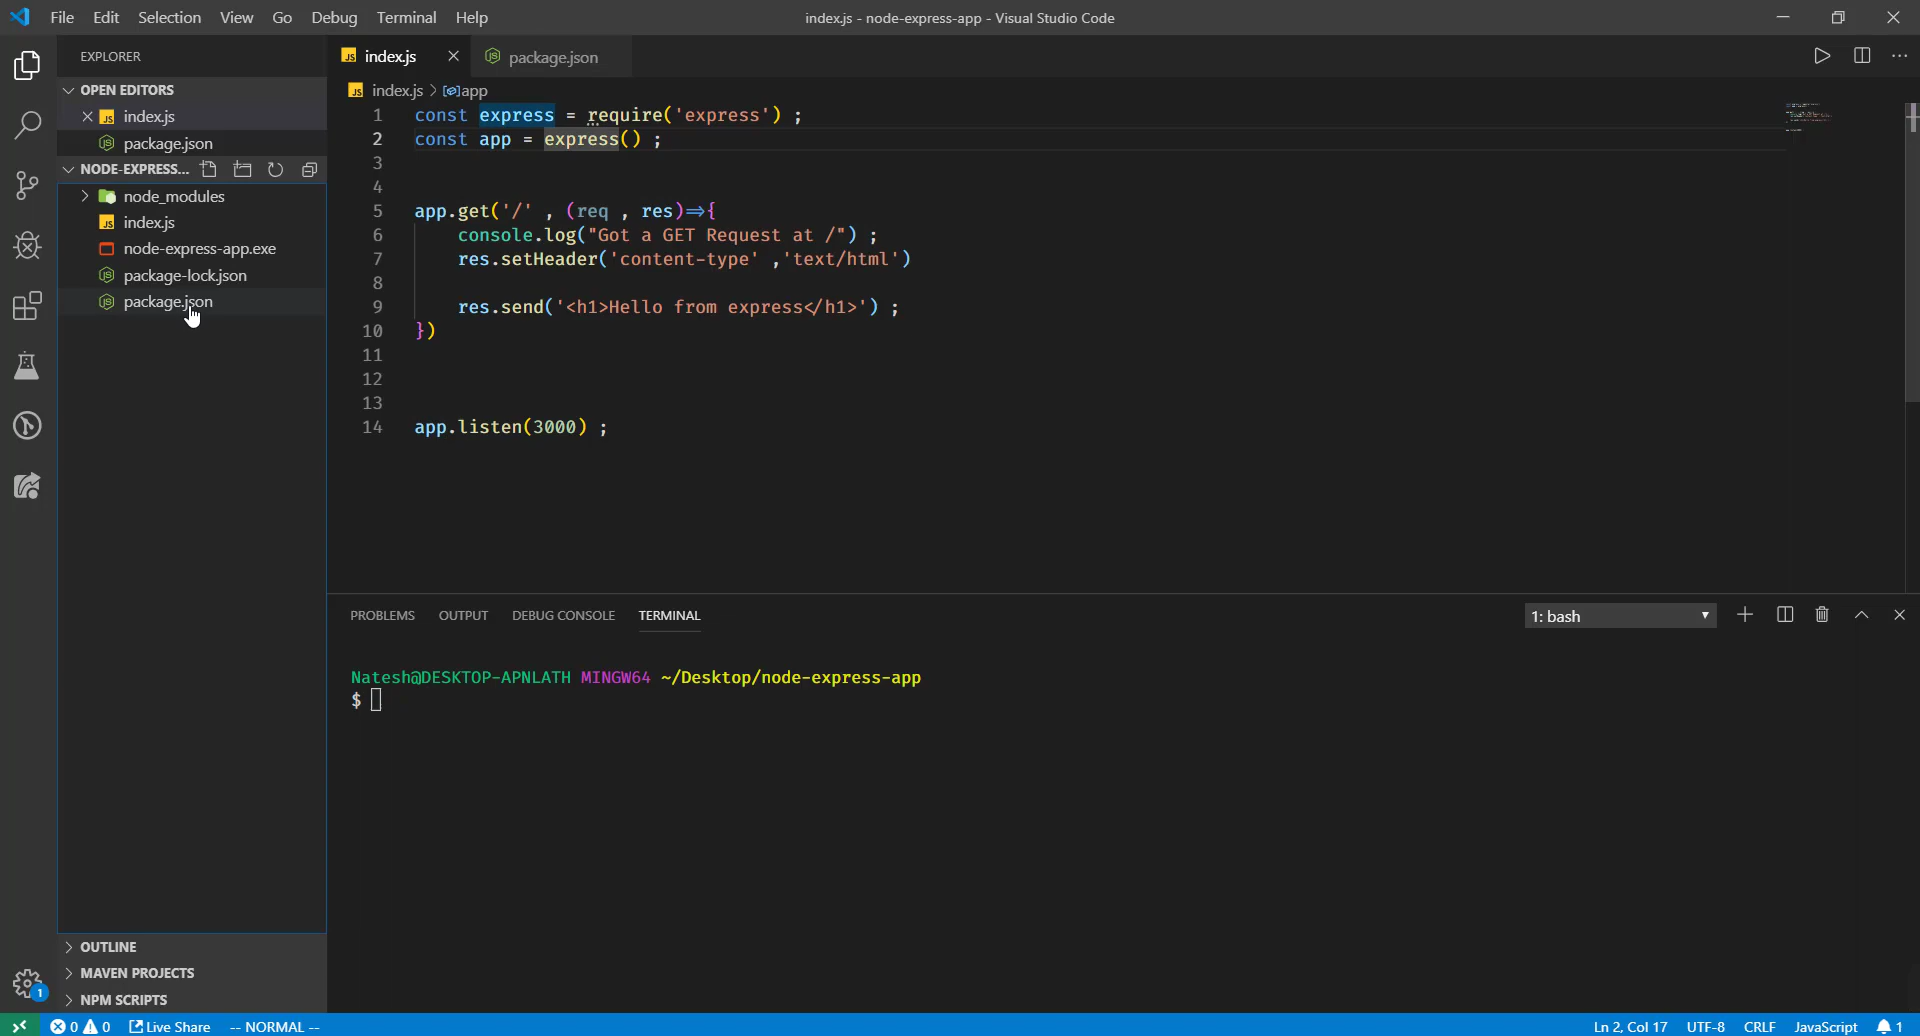 File Edit Selection View Go Debug Terminal Help
index.js - node-express-app - Visual Studio Code
EXPLORER
OPEN EDITORS
JS index.js
package.json
NODE-EXPRESS...
node_modules
JS index.js
node-express-app.exe
package-lock.json
package.json
OUTLINE
MAVEN PROJECTS
NPM SCRIPTS
1
JS index.js
package.json
JS index.js > app
1 const express = require('express') ;
2 const app = express() ;
3
4
5 app.get('/' , (req , res)⇒{
6 console.log("Got a GET Request at /") ;
7 res.setHeader('content-type' ,'text/html')
8
9 res.send('<h1>Hello from express</h1>') ;
10 })
11
12
13
14 app.listen(3000) ;
PROBLEMS OUTPUT DEBUG CONSOLE TERMINAL
1: bash
Natesh@DESKTOP-APNLATH MINGW64 ~/Desktop/node-express-app
$
0 0 Live Share -- NORMAL --
Ln 2, Col 17 UTF-8 CRLF JavaScript 1